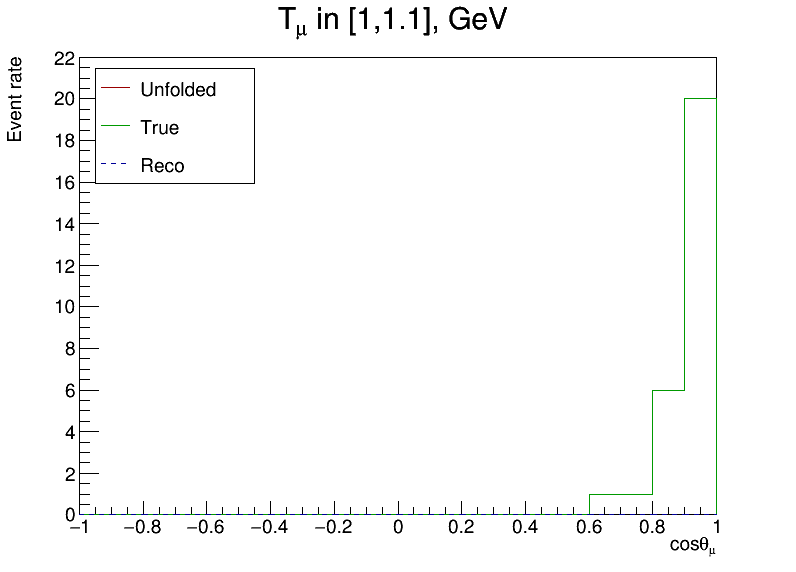 Tμ in [1,1.1], GeV
Event rate
22
20
18
16
14
12
10
8
6
4
2
0
Unfolded
True
Reco
−1 −0.8 −0.6 −0.4 −0.2 0 0.2 0.4 0.6 0.8 1
cosθμ